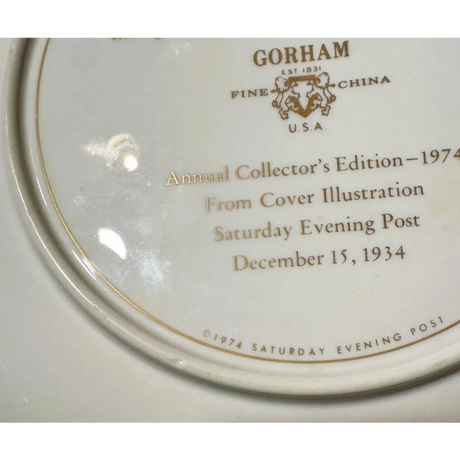 GORHAM
EST 1831
FINE CHINA
U.S.A.
Annual Collector's Edition–1974
From Cover Illustration
Saturday Evening Post
December 15, 1934
©1974 SATURDAY EVENING POST